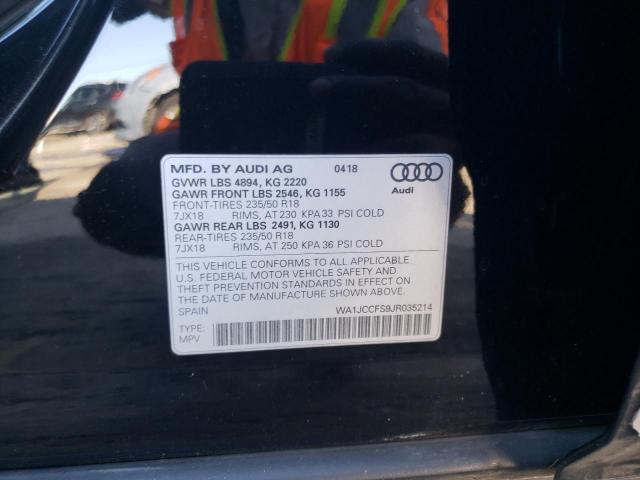 MFD. BY AUDI AG 0418
GVWR LBS 4894, KG 2220
GAWR FRONT LBS 2546, KG 1155
FRONT-TIRES 235/50 R18
7JX18 RIMS, AT 230 KPA 33 PSI COLD
GAWR REAR LBS 2491, KG 1130
REAR-TIRES 235/50 R18
7JX18 RIMS, AT 250 KPA 36 PSI COLD
Audi
THIS VEHICLE CONFORMS TO ALL APPLICABLE
U.S. FEDERAL MOTOR VEHICLE SAFETY AND
THEFT PREVENTION STANDARDS IN EFFECT ON
THE DATE OF MANUFACTURE SHOWN ABOVE.
SPAIN WA1JCCFS9JR035214
TYPE:
MPV